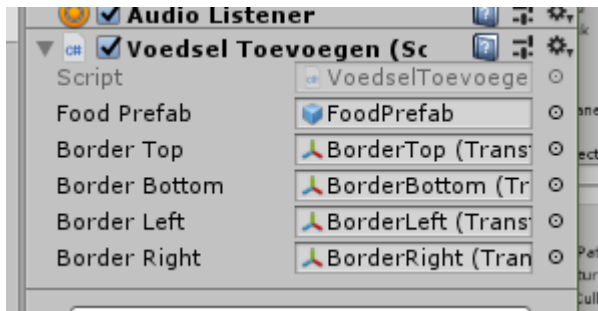 Audio Listener
c# Voedsel Toevoegen (Sc
Script VoedselToevoege
Food Prefab FoodPrefab
Border Top BorderTop (Trans
Border Bottom BorderBottom (Tr
Border Left BorderLeft (Trans
Border Right BorderRight (Tran